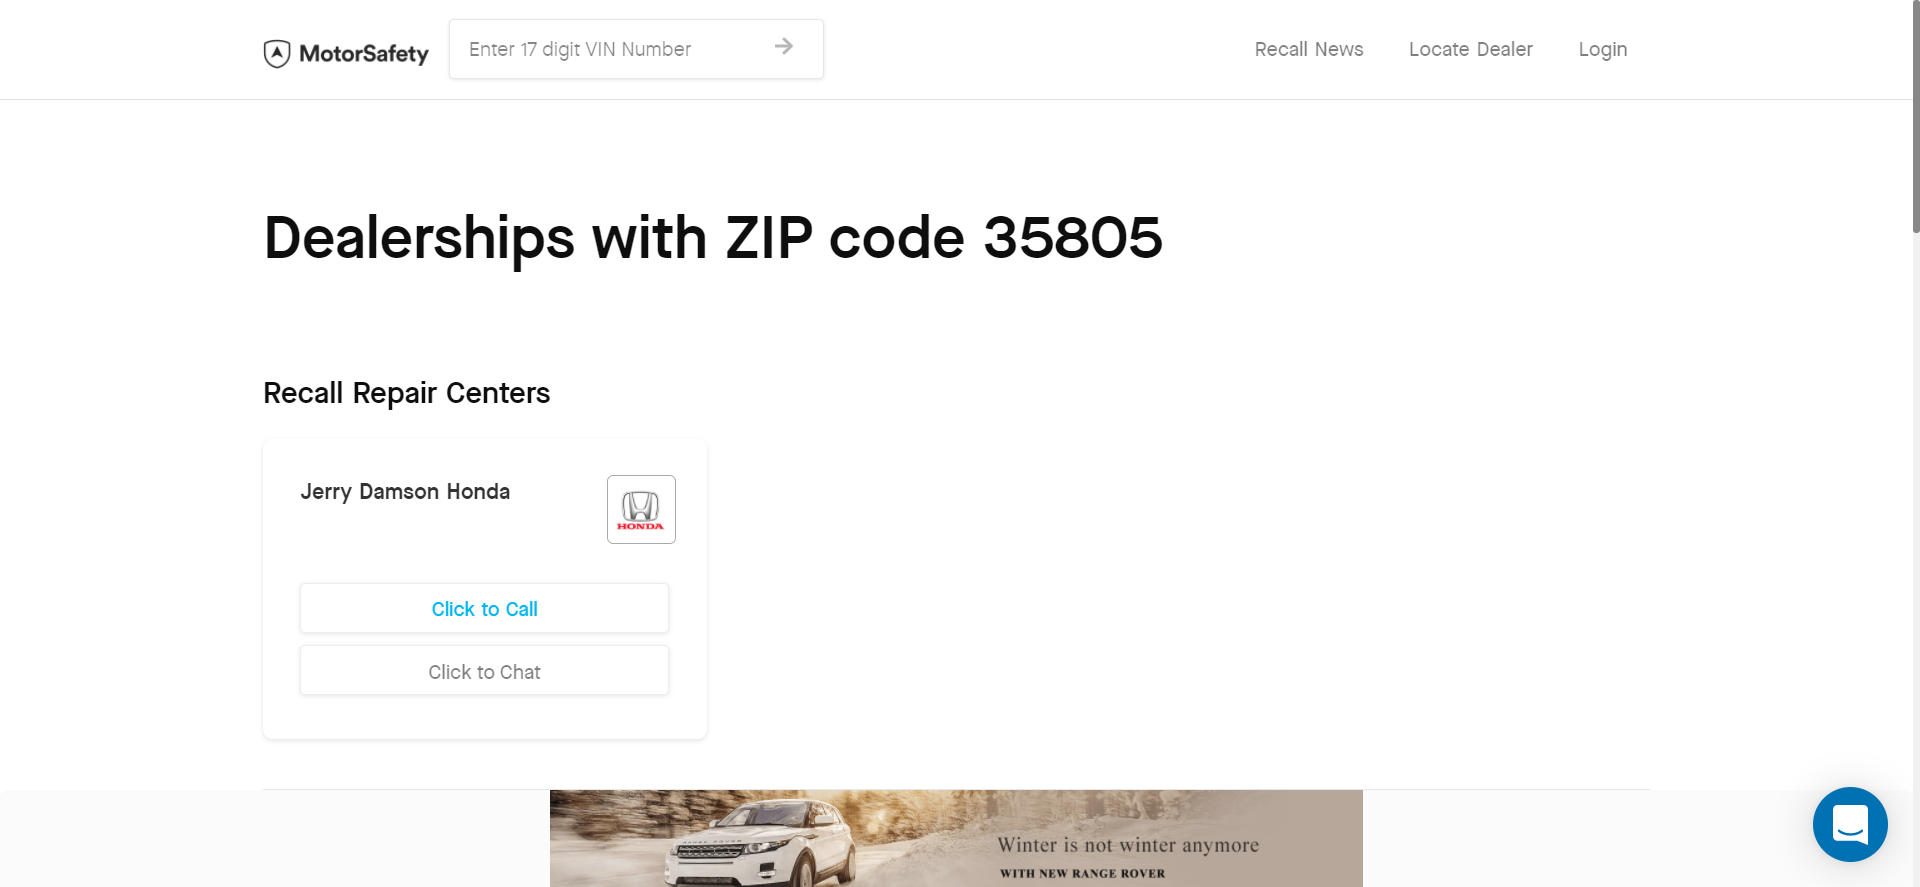 MotorSafety
Enter 17 digit VIN Number
Recall News
Locate Dealer
Login
Dealerships with ZIP code 35805
Recall Repair Centers
Jerry Damson Honda
HONDA
Click to Call
Click to Chat
RANGE ROVER
Winter is not winter anymore
WITH NEW RANGE ROVER